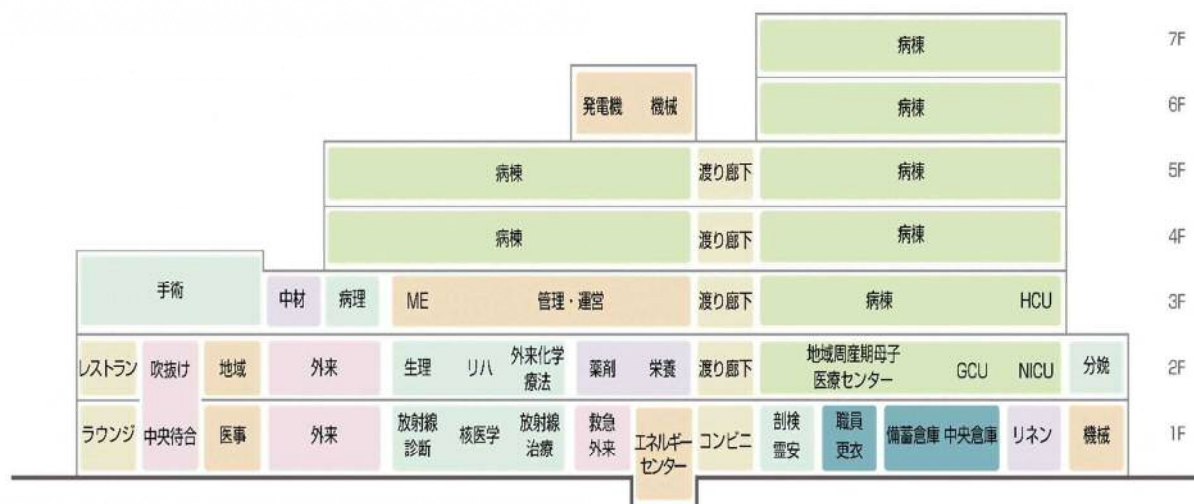 病棟 7F
発電機 機械 病棟 6F
病棟 渡り廊下 病棟 5F
病棟 渡り廊下 病棟 4F
手術 中材 病理 ME 管理・運営 渡り廊下 病棟 HCU 3F
レストラン 吹抜け 地域 外来 生理 リハ 外来化学
療法 薬剤 栄養 渡り廊下 地域周産期母子
医療センター GCU NICU 分娩 2F
ラウンジ 中央待合 医事 外来 放射線
診断 核医学 放射線
治療 救急
外来 エネルギー
センター コンビニ 剖検
霊安 職員
更衣 備蓄倉庫 中央倉庫 リネン 機械 1F